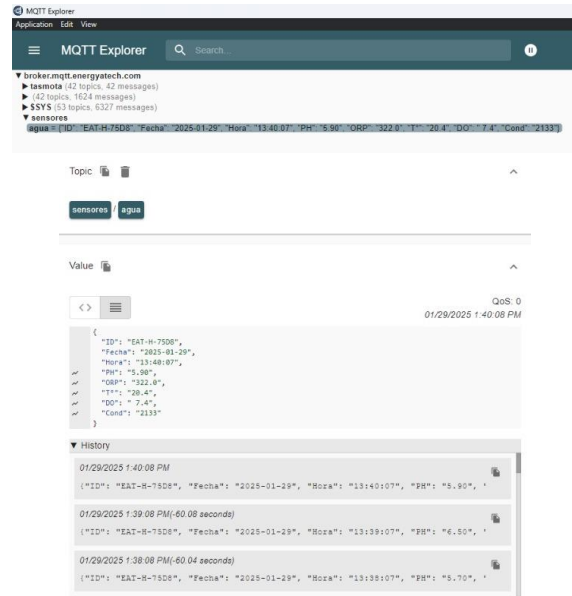 MQTT Explorer
Application Edit View
MQTT Explorer
Search...
▼ broker.mqtt.energyatech.com
▶ tasmota (42 topics, 42 messages)
▶ (42 topics, 1624 messages)
▶ $SYS (53 topics, 6327 messages)
▼ sensores
agua = {"ID": "EAT-H-75D8", "Fecha": "2025-01-29", "Hora": "13:40:07", "PH": "5.90", "ORP": "322.0", "T°": "20.4", "DO": " 7.4", "Cond": "2133"}
Topic
sensores / agua
Value
QoS: 0
01/29/2025 1:40:08 PM
{
"ID": "EAT-H-75D8",
"Fecha": "2025-01-29",
"Hora": "13:40:07",
"PH": "5.90",
"ORP": "322.0",
"T°": "20.4",
"DO": " 7.4",
"Cond": "2133"
}
▼ History
01/29/2025 1:40:08 PM
{"ID": "EAT-H-75D8", "Fecha": "2025-01-29", "Hora": "13:40:07", "PH": "5.90", "
01/29/2025 1:39:08 PM(-60.08 seconds)
{"ID": "EAT-H-75D8", "Fecha": "2025-01-29", "Hora": "13:39:07", "PH": "6.50", "
01/29/2025 1:38:08 PM(-60.04 seconds)
{"ID": "EAT-H-75D8", "Fecha": "2025-01-29", "Hora": "13:38:07", "PH": "5.70", "